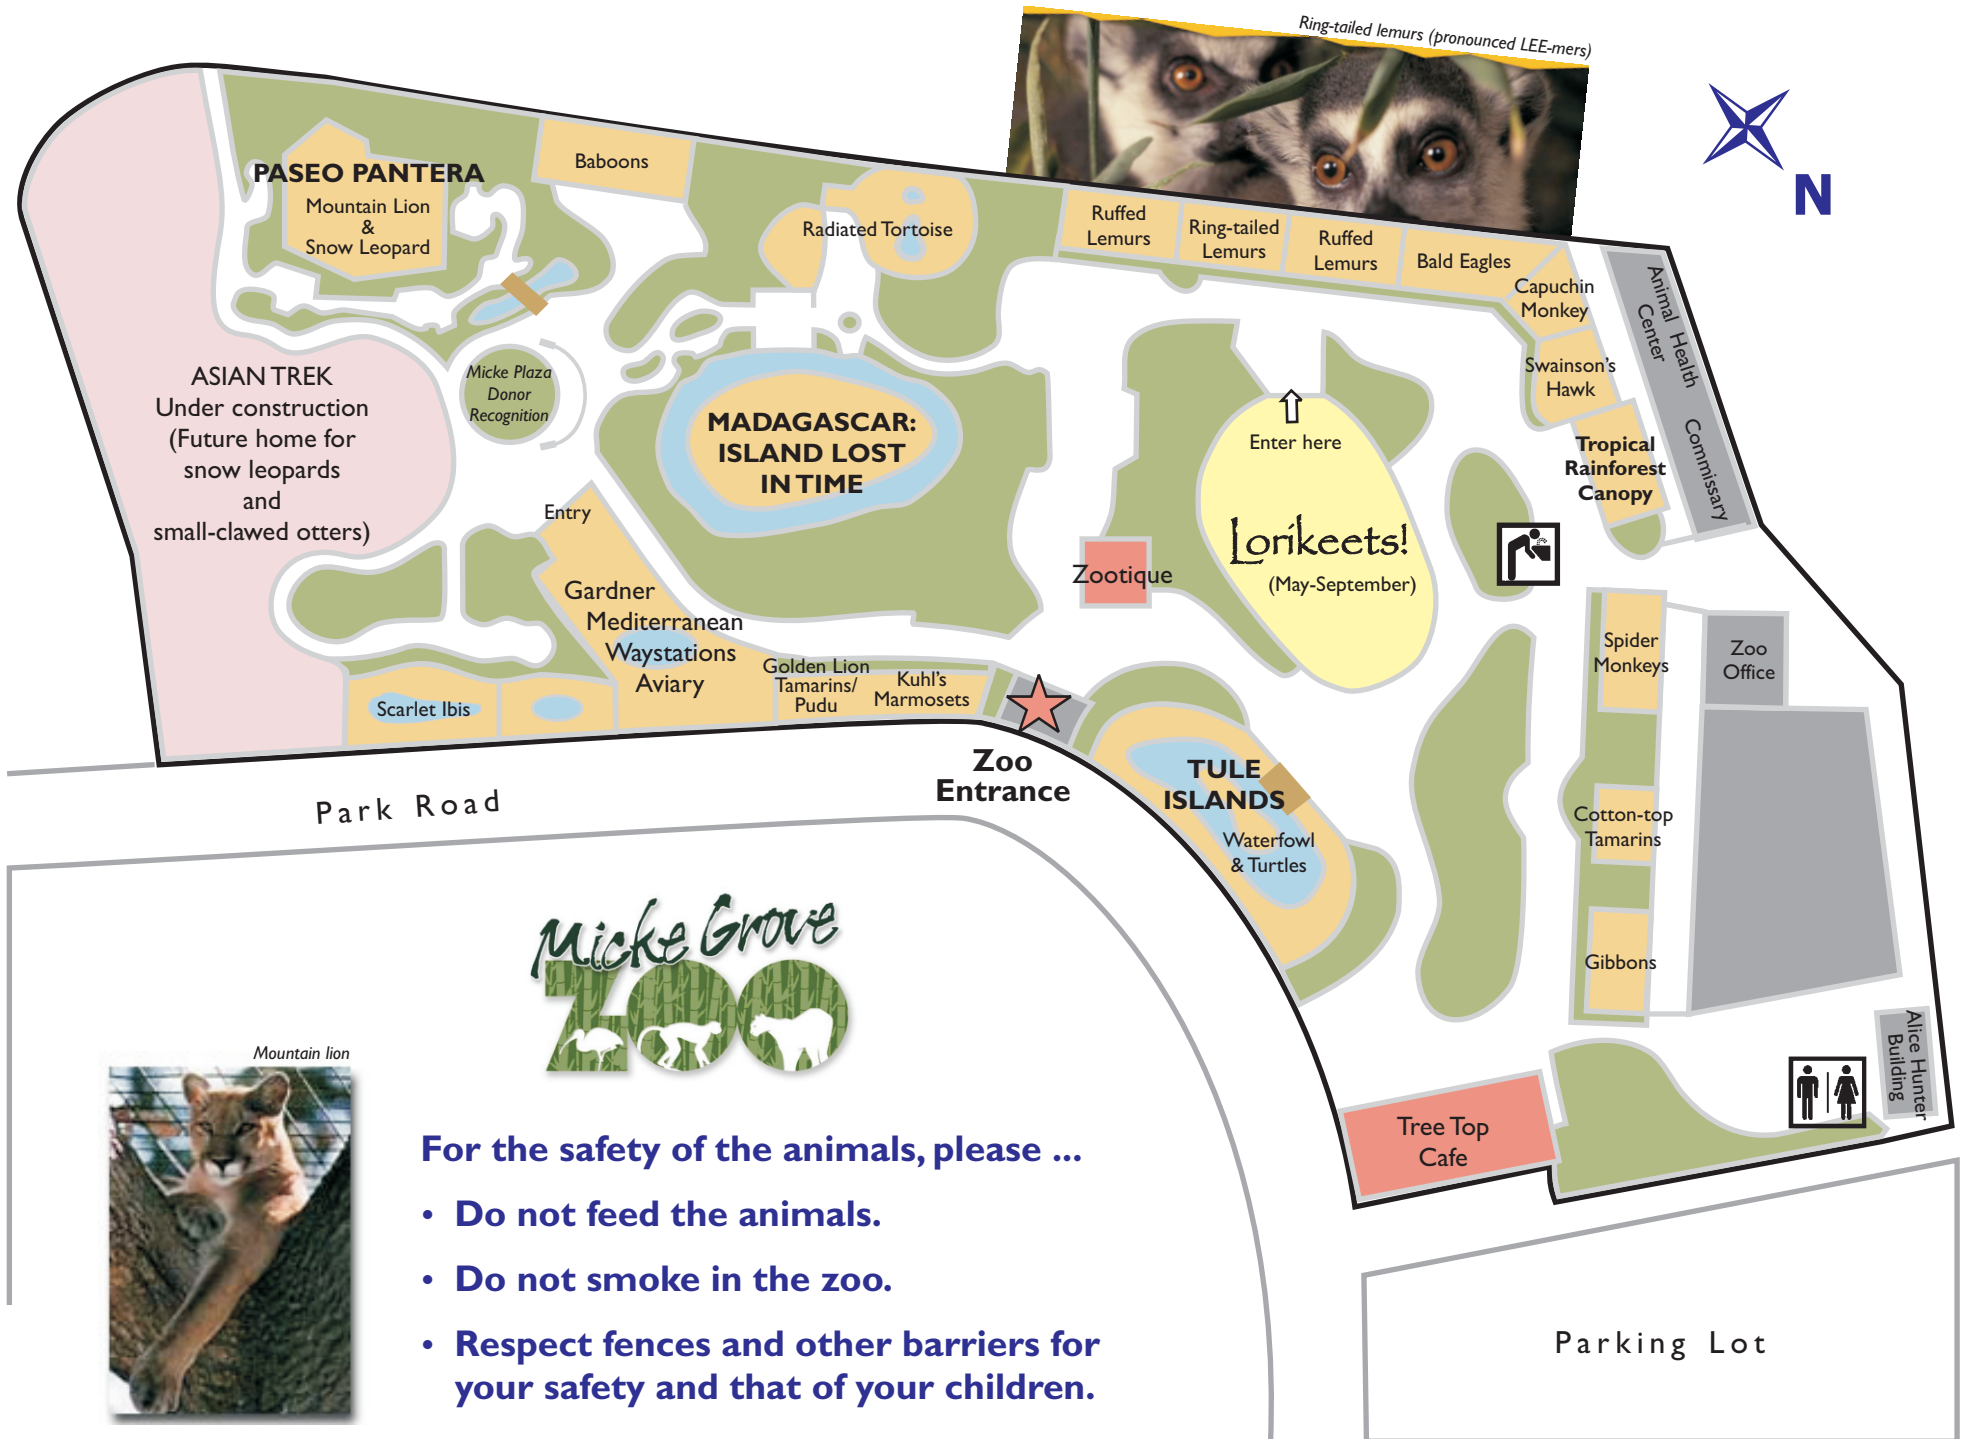 Ring-tailed lemurs (pronounced LEE-mers)
N
PASEO PANTERA
Mountain Lion
&
Snow Leopard
Baboons
Radiated Tortoise
Ruffed
Lemurs
Ring-tailed
Lemurs
Ruffed
Lemurs
Bald Eagles
Capuchin
Monkey
Swainson's
Hawk
Tropical
Rainforest
Canopy
Animal Health
Center
Commissary
ASIAN TREK
Under construction
(Future home for
snow leopards
and
small-clawed otters)
Micke Plaza
Donor
Recognition
MADAGASCAR:
ISLAND LOST
IN TIME
Enter here
Lorikeets!
(May-September)
Zootique
Entry
Gardner
Mediterranean
Waystations
Aviary
Scarlet Ibis
Golden Lion
Tamarins/
Pudu
Kuhl's
Marmosets
Zoo
Entrance
TULE
ISLANDS
Waterfowl
& Turtles
Spider
Monkeys
Zoo
Office
Cotton-top
Tamarins
Gibbons
Alice Hunter
Building
Tree Top
Cafe
Park Road
Parking Lot
Micke Grove
ZOO
Mountain lion
For the safety of the animals, please ...
• Do not feed the animals.
• Do not smoke in the zoo.
• Respect fences and other barriers for
your safety and that of your children.